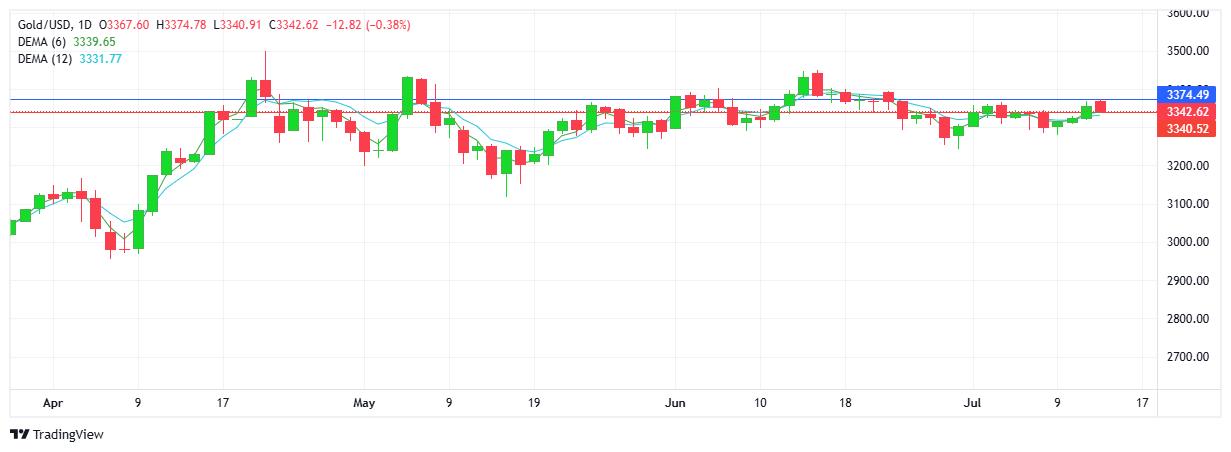 Gold/USD, 1D O3367.60 H3374.78 L3340.91 C3342.62 −12.82 (−0.38%)
DEMA (6) 3339.65
DEMA (12) 3331.77
3600.00
3500.00
3374.49
3342.62
3340.52
3200.00
3100.00
3000.00
2900.00
2800.00
2700.00
Apr 9 17 May 9 19 Jun 10 18 Jul 9 17
TradingView